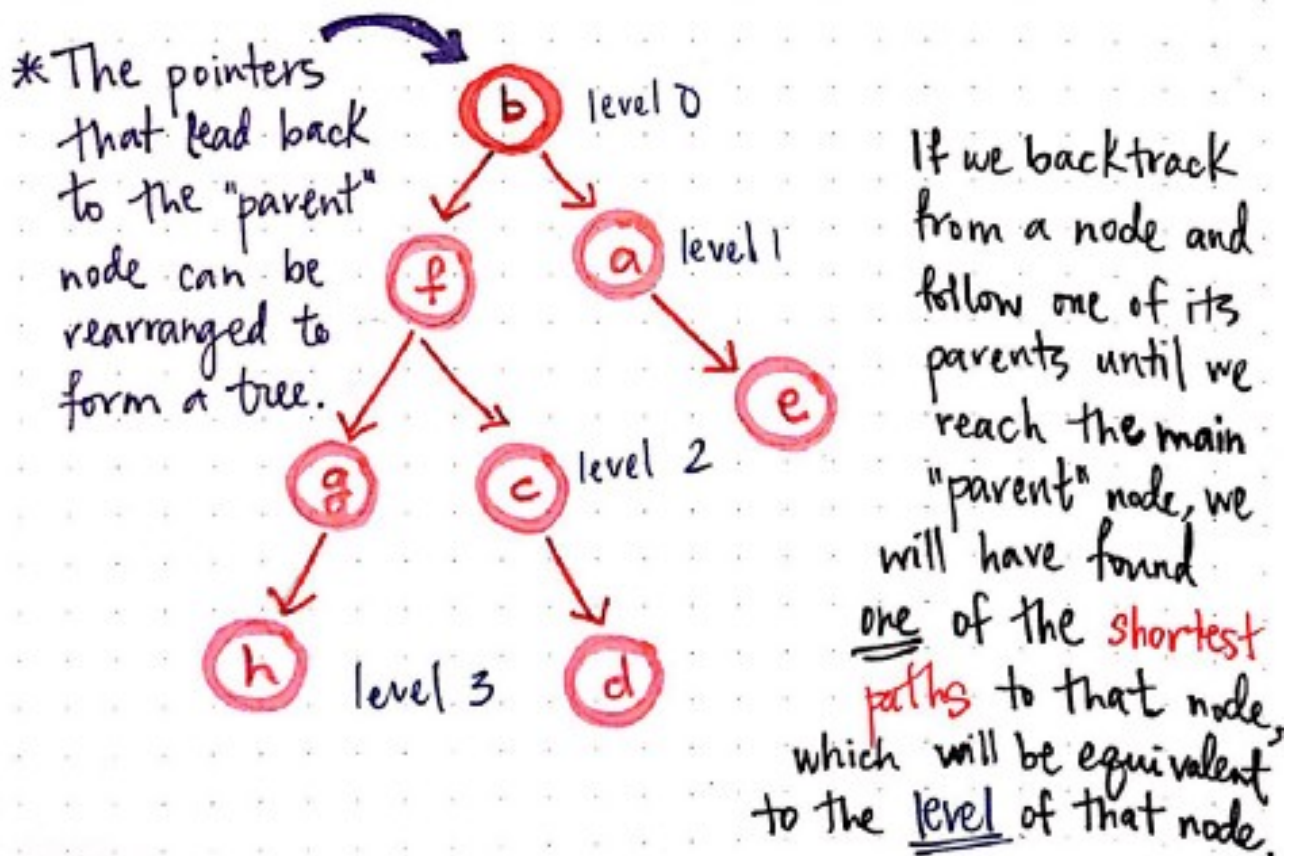 *The pointers
that lead back
to the "parent"
node can be
rearranged to
form a tree.
b level 0
f a level 1
e
g c level 2
h level 3 d
If we backtrack
from a node and
follow one of its
parents until we
reach the main
"parent" node, we
will have found
one of the shortest
paths to that node,
which will be equivalent
to the level of that node.